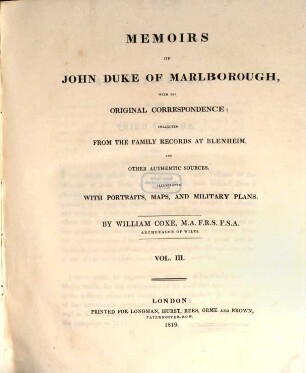 MEMOIRS
OF
JOHN DUKE OF MARLBOROUGH,
WITH HIS
ORIGINAL CORRESPONDENCE;
COLLECTED
FROM THE FAMILY RECORDS AT BLENHEIM,
AND
OTHER AUTHENTIC SOURCES.
ILLUSTRATED
WITH PORTRAITS, MAPS, AND MILITARY PLANS.
BY WILLIAM COXE, M.A. F.R.S. F.S.A.
ARCHDEACON OF WILTS.
VOL. III.
LONDON:
PRINTED FOR LONGMAN, HURST, REES, ORME AND BROWN,
PATERNOSTER-ROW.
1819.